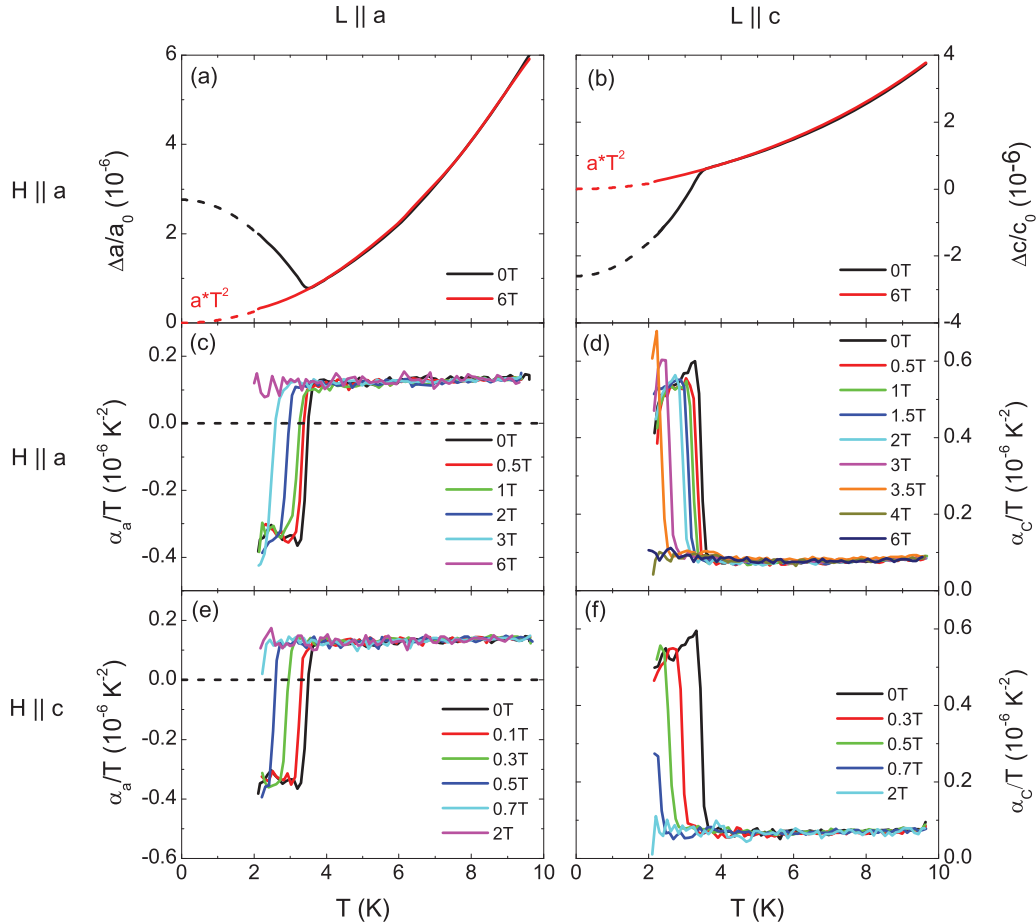 L || a
L || c
(a)
(b)
H || a
Δa/a₀ (10⁻⁶)
6
4
2
0
a*T²
0T
6T
a*T²
0T
6T
4
2
0
-2
-4
Δc/c₀ (10⁻⁶)
(c)
(d)
H || a
αₐ/T (10⁻⁶ K⁻²)
0.2
0.0
-0.2
-0.4
0T
0.5T
1T
2T
3T
6T
0T
0.5T
1T
1.5T
2T
3T
3.5T
4T
6T
0.6
0.4
0.2
0.0
α_C/T (10⁻⁶ K⁻²)
(e)
(f)
H || c
αₐ/T (10⁻⁶ K⁻²)
0.2
0.0
-0.2
-0.4
-0.6
0T
0.1T
0.3T
0.5T
0.7T
2T
0T
0.3T
0.5T
0.7T
2T
0.6
0.4
0.2
0.0
α_C/T (10⁻⁶ K⁻²)
0 2 4 6 8 10
0 2 4 6 8 10
T (K)
T (K)